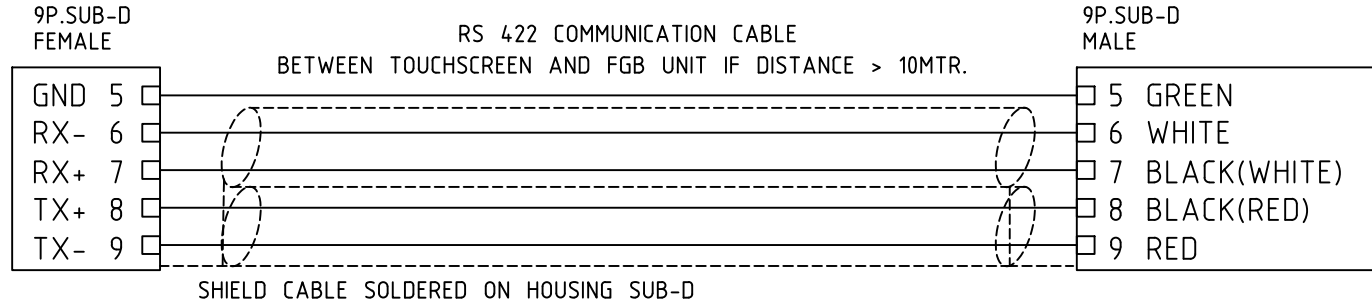 9P.SUB-D
FEMALE
RS 422 COMMUNICATION CABLE
BETWEEN TOUCHSCREEN AND FGB UNIT IF DISTANCE > 10MTR.
9P.SUB-D
MALE
GND 5
RX- 6
RX+ 7
TX+ 8
TX- 9
5 GREEN
6 WHITE
7 BLACK(WHITE)
8 BLACK(RED)
9 RED
SHIELD CABLE SOLDERED ON HOUSING SUB-D